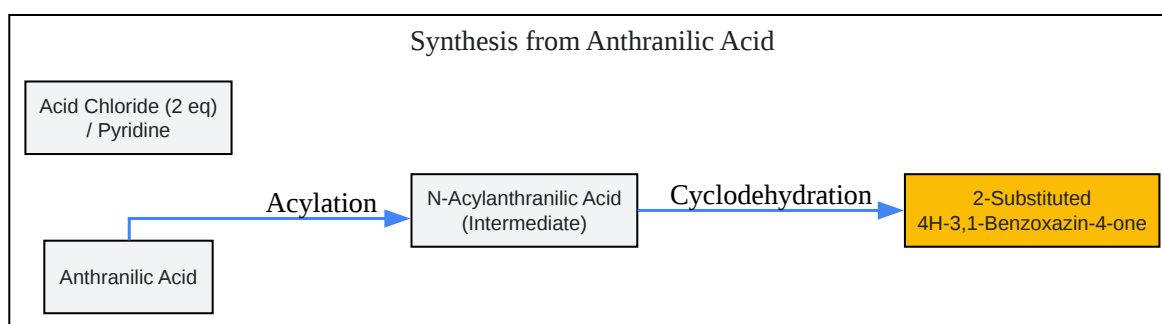 Synthesis from Anthranilic Acid
Acid Chloride (2 eq)
/ Pyridine
Acylation
N-Acylanthranilic Acid
(Intermediate)
Cyclodehydration
2-Substituted
4H-3,1-Benzoxazin-4-one
Anthranilic Acid